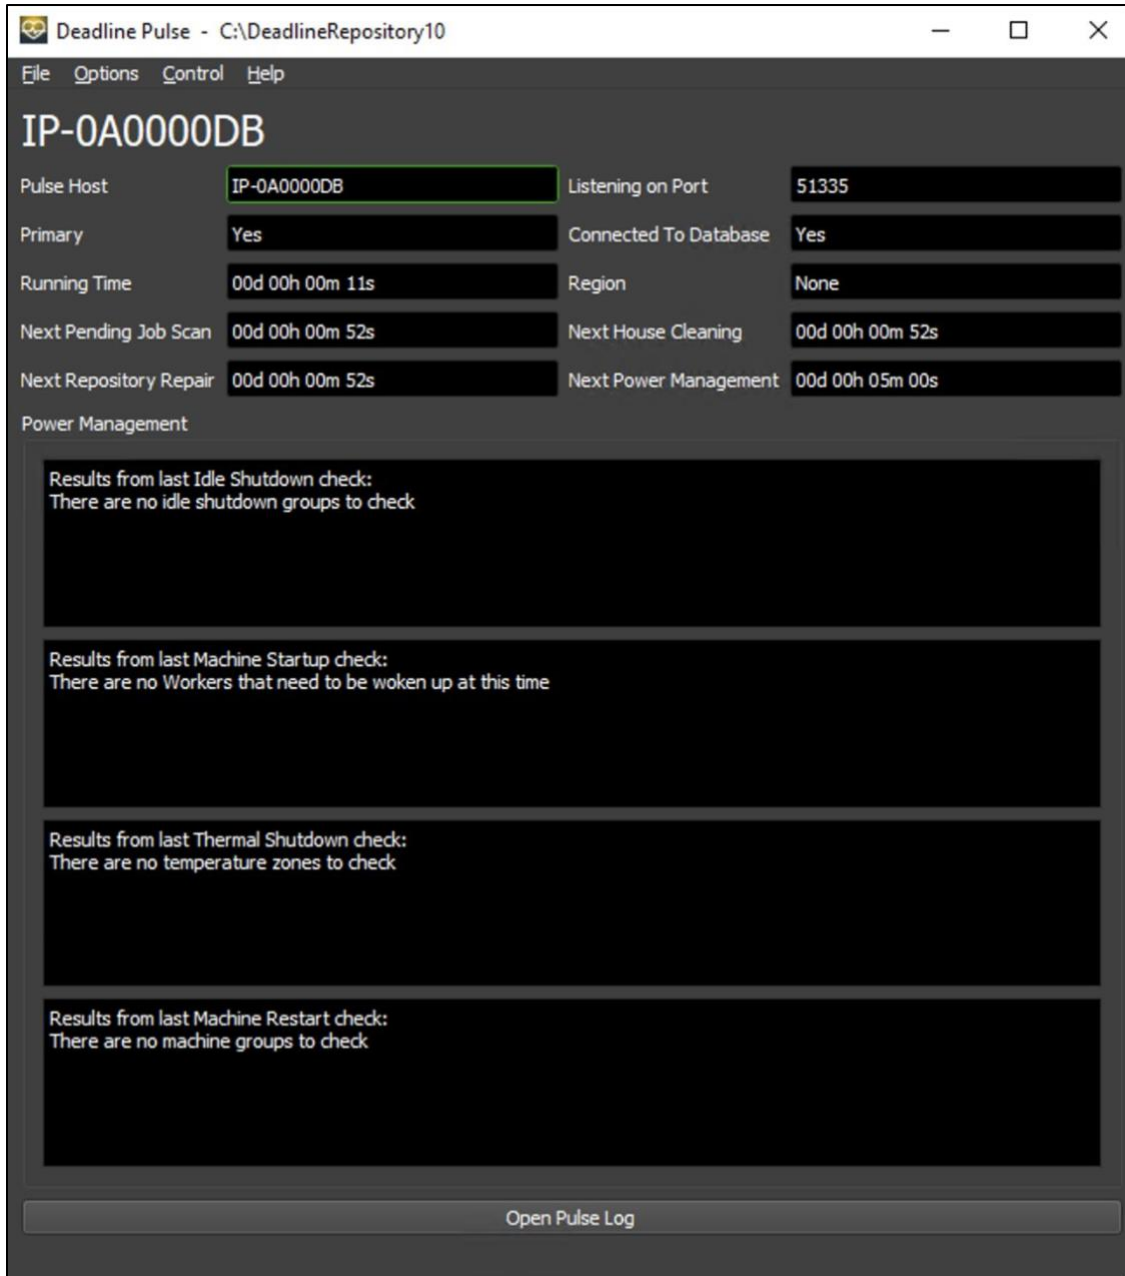 Deadline Pulse - C:\DeadlineRepository10
File Options Control Help
IP-0A0000DB
Pulse Host IP-0A0000DB Listening on Port 51335
Primary Yes Connected To Database Yes
Running Time 00d 00h 00m 11s Region None
Next Pending Job Scan 00d 00h 00m 52s Next House Cleaning 00d 00h 00m 52s
Next Repository Repair 00d 00h 00m 52s Next Power Management 00d 00h 05m 00s
Power Management
Results from last Idle Shutdown check:
There are no idle shutdown groups to check
Results from last Machine Startup check:
There are no Workers that need to be woken up at this time
Results from last Thermal Shutdown check:
There are no temperature zones to check
Results from last Machine Restart check:
There are no machine groups to check
Open Pulse Log